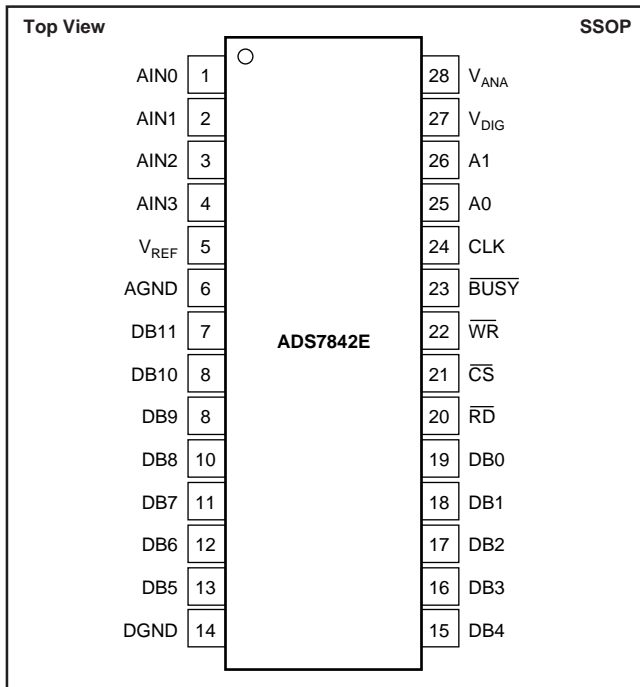 Top View SSOP
AIN0 1 28 VANA
AIN1 2 27 VDIG
AIN2 3 26 A1
AIN3 4 25 A0
VREF 5 24 CLK
AGND 6 23 BUSY
DB11 7 22 WR
DB10 8 21 CS
DB9 8 20 RD
DB8 10 19 DB0
DB7 11 18 DB1
DB6 12 17 DB2
DB5 13 16 DB3
DGND 14 15 DB4
ADS7842E